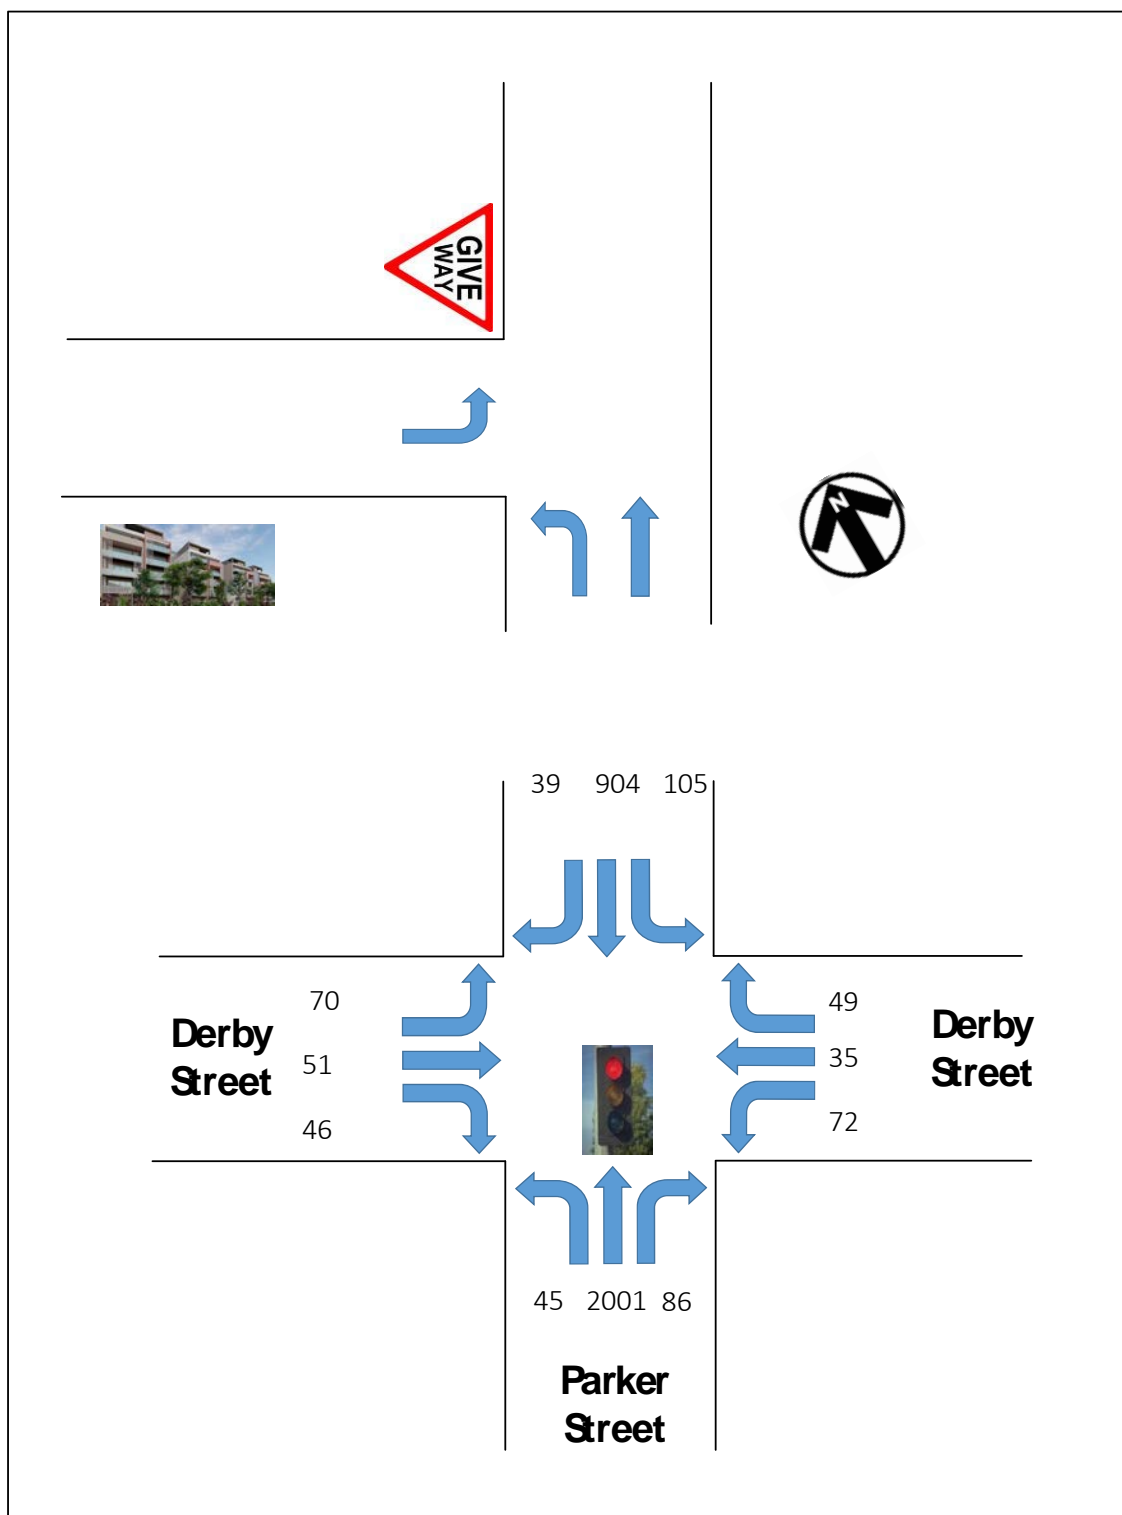 GIVE
WAY
N
39 904 105
70
49
Derby
Street
51
35
Derby
Street
46
72
45 2001 86
Parker
Street